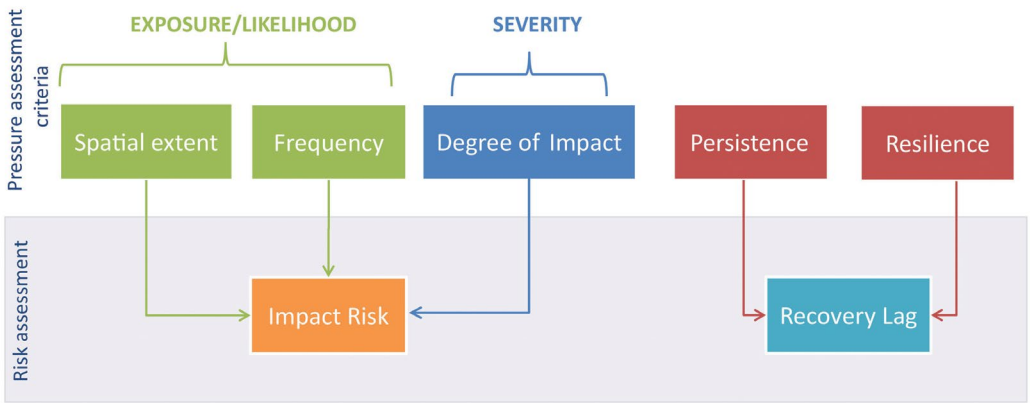 EXPOSURE/LIKELIHOOD
SEVERITY
Pressure assessment
criteria
Spatial extent
Frequency
Degree of Impact
Persistence
Resilience
Risk assessment
Impact Risk
Recovery Lag